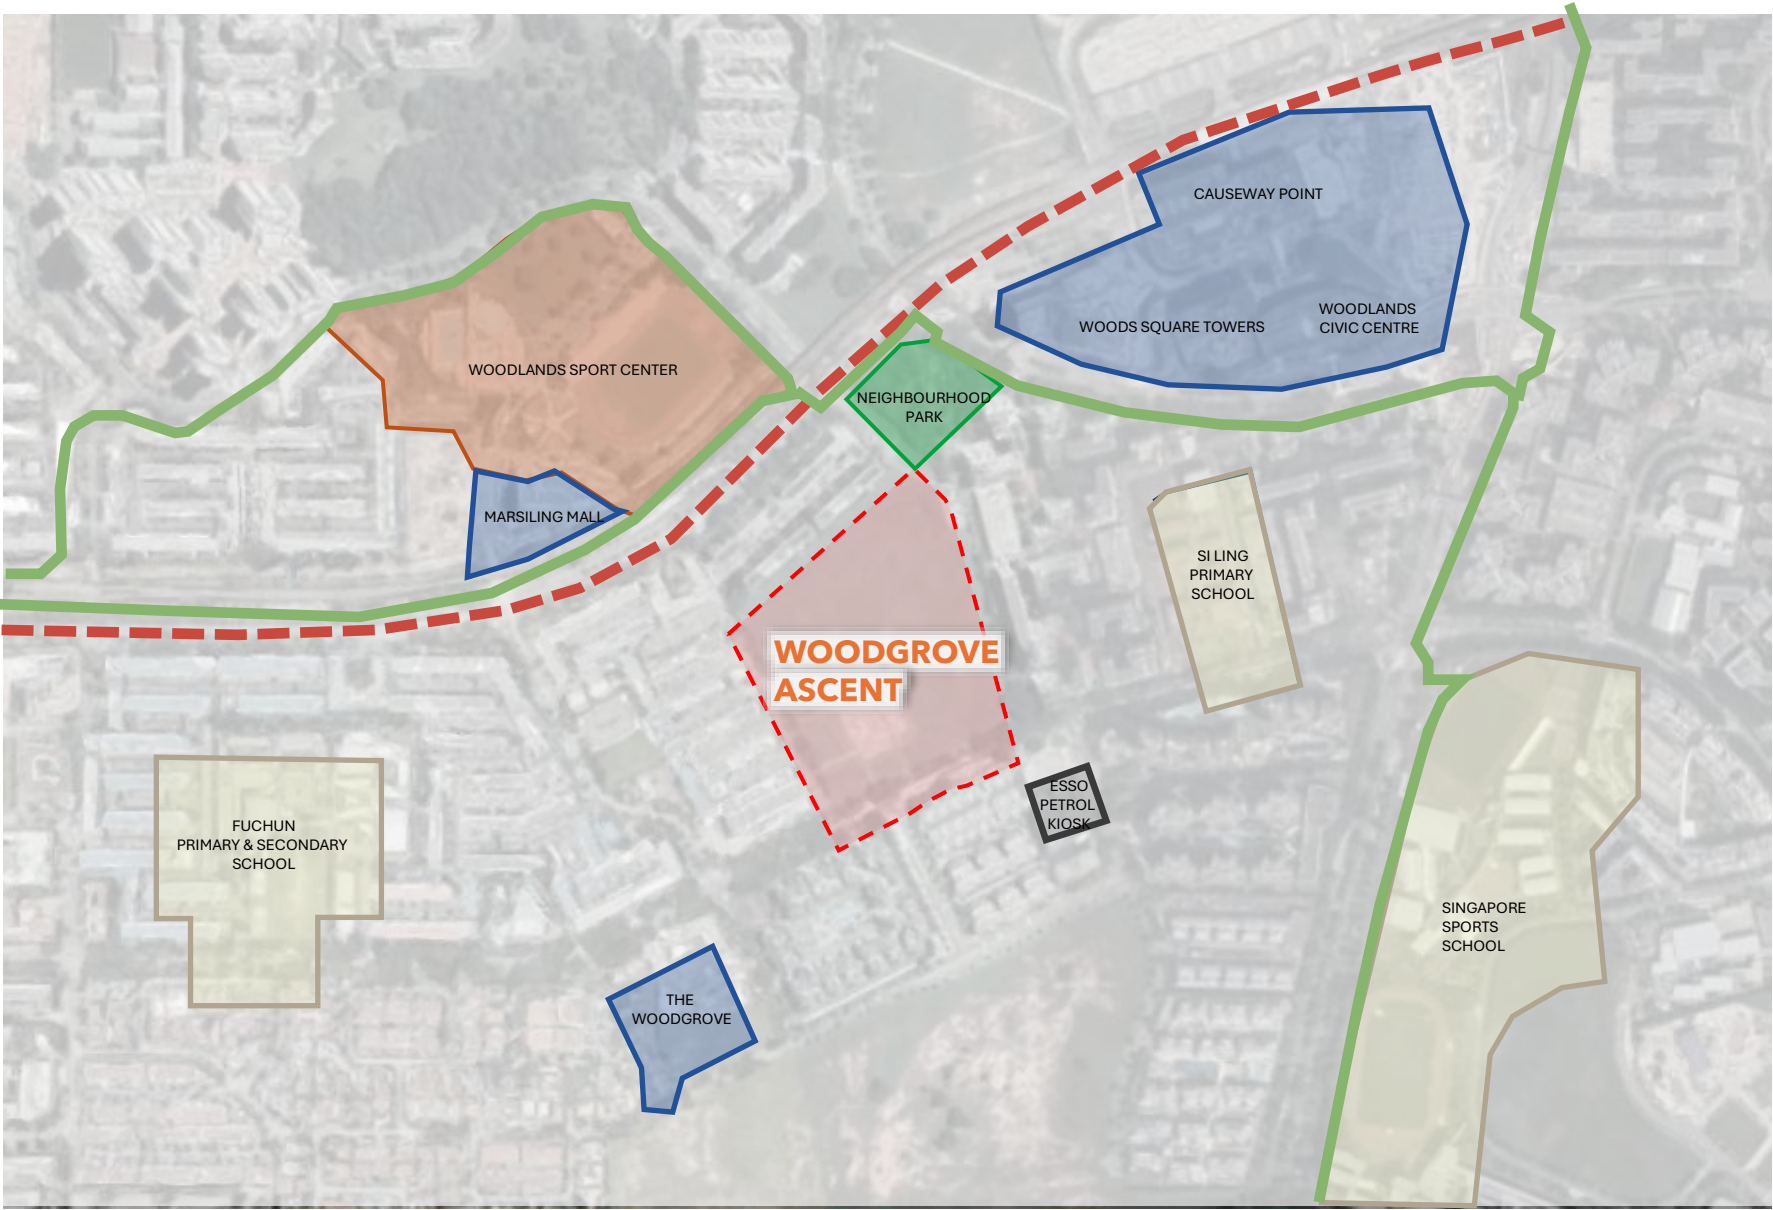 CAUSEWAY POINT
WOODS SQUARE TOWERS
WOODLANDS
CIVIC CENTRE
WOODLANDS SPORT CENTER
NEIGHBOURHOOD
PARK
MARSILING MALL
SI LING
PRIMARY
SCHOOL
WOODGROVE
ASCENT
ESSO
PETROL
KIOSK
FUCHUN
PRIMARY & SECONDARY
SCHOOL
SINGAPORE
SPORTS
SCHOOL
THE
WOODGROVE